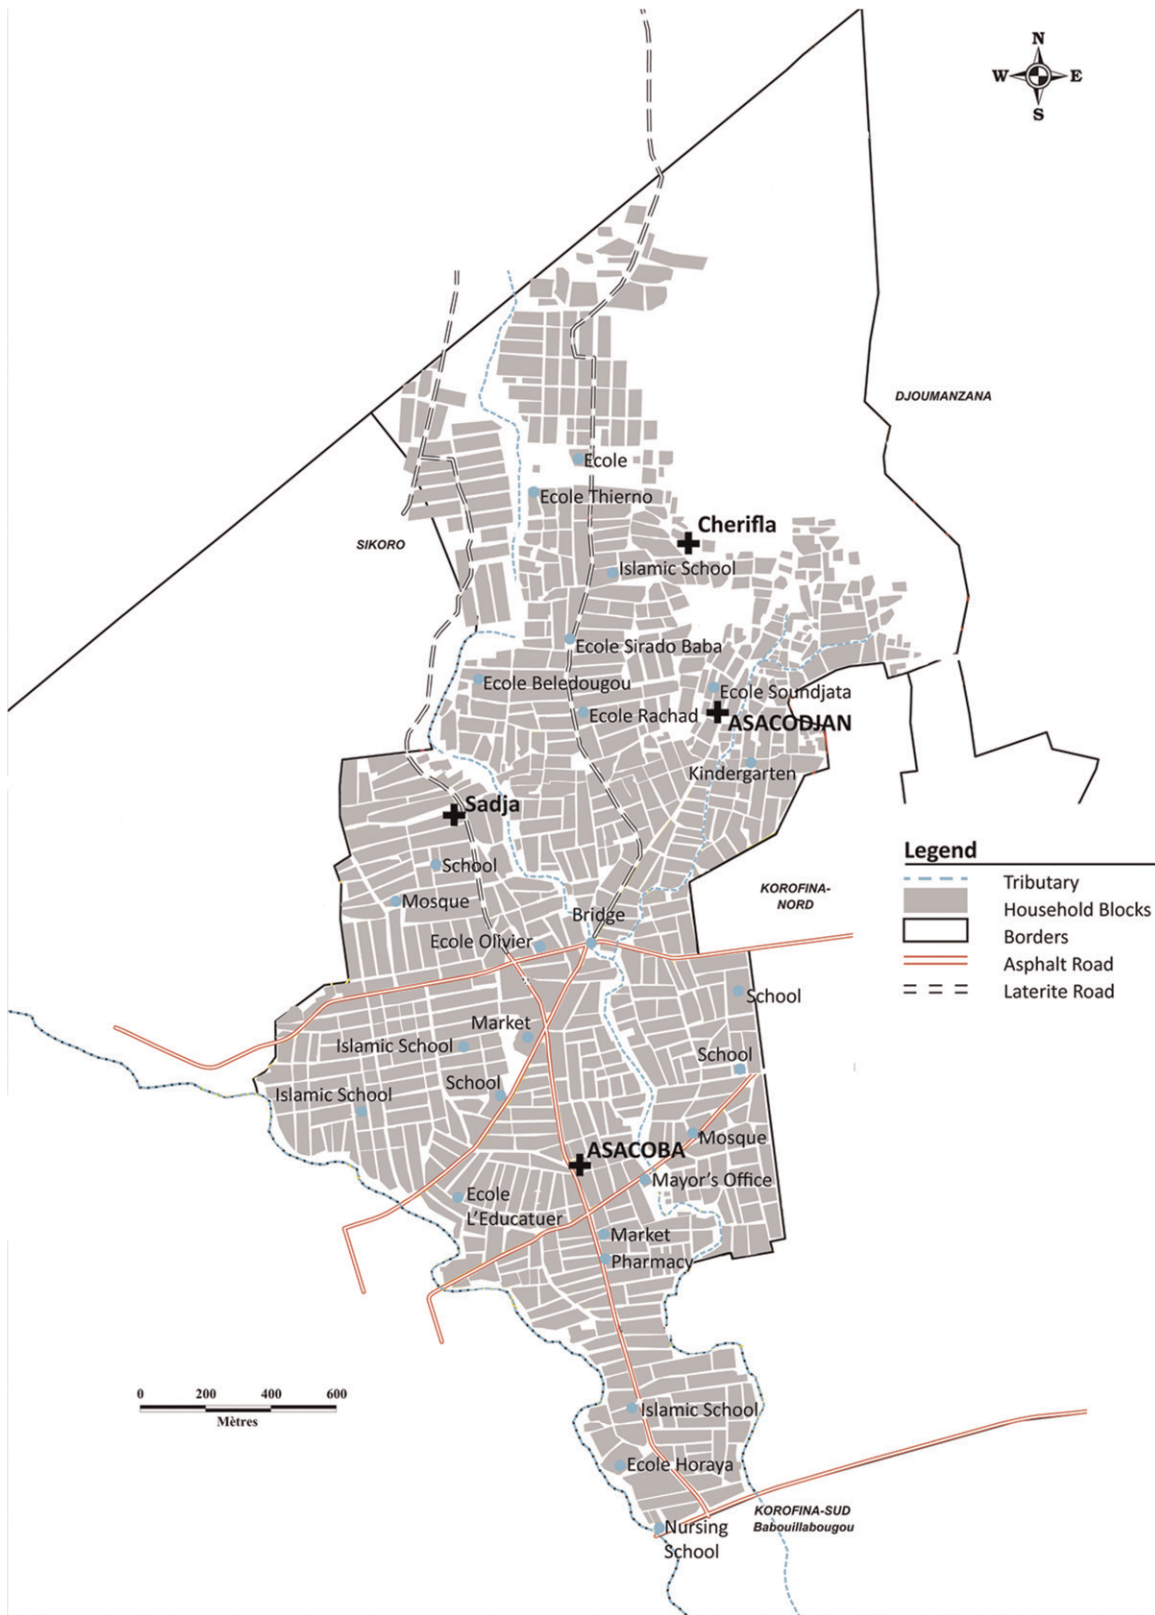 N
W E
S
DJOUMANZANA
Ecole
Ecole Thierno
Cherifla
SIKORO
Islamic School
Ecole Sirado Baba
Ecole Beledougou
Ecole Soundjata
Ecole Rachad
ASACODJAN
Kindergarten
Sadja
School
Mosque
KOROFINA-
NORD
Bridge
Ecole Olivier
School
Market
Islamic School
School
School
Islamic School
Mosque
ASACOBA
Mayor's Office
Ecole
L'Educatuer
Market
Pharmacy
Islamic School
Ecole Horaya
KOROFINA-SUD
Babouillabougou
Nursing
School
Legend
Tributary
Household Blocks
Borders
Asphalt Road
Laterite Road
0 200 400 600
Mètres